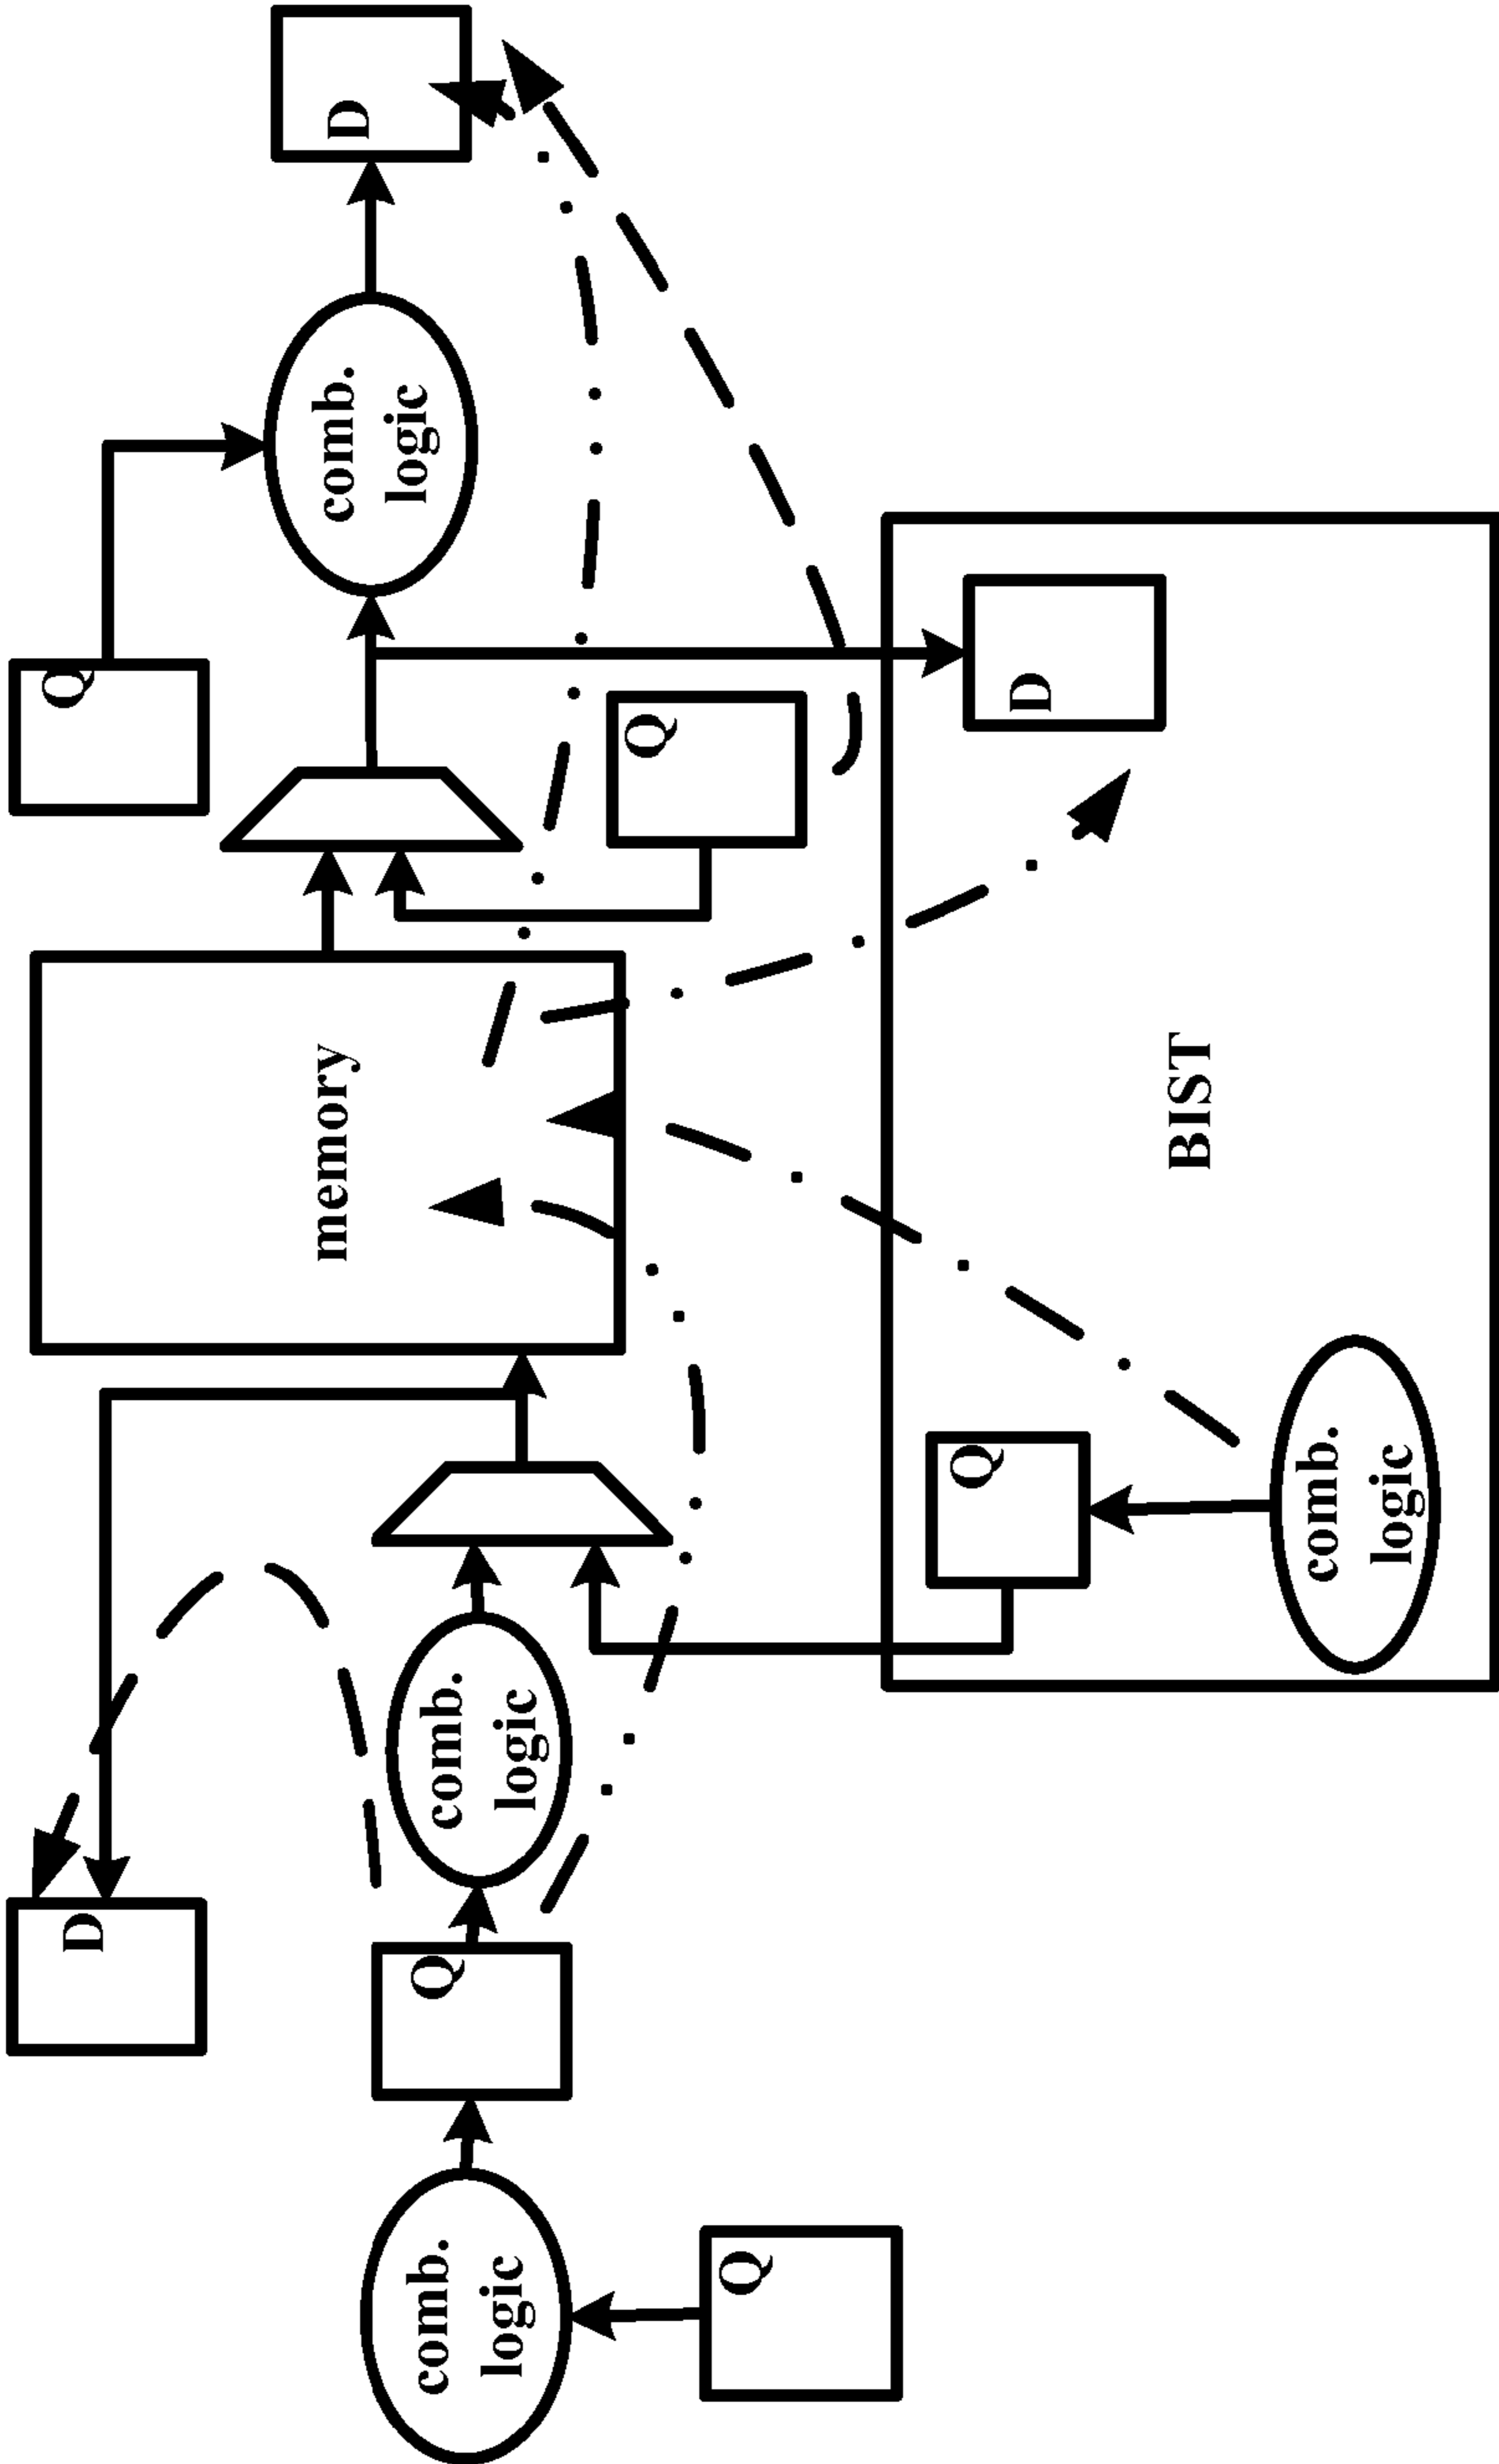 D
Q
memory
comb.
logic
D
comb.
logic
Q
comb.
logic
Q
Q
Q
D
BIST
comb.
logic